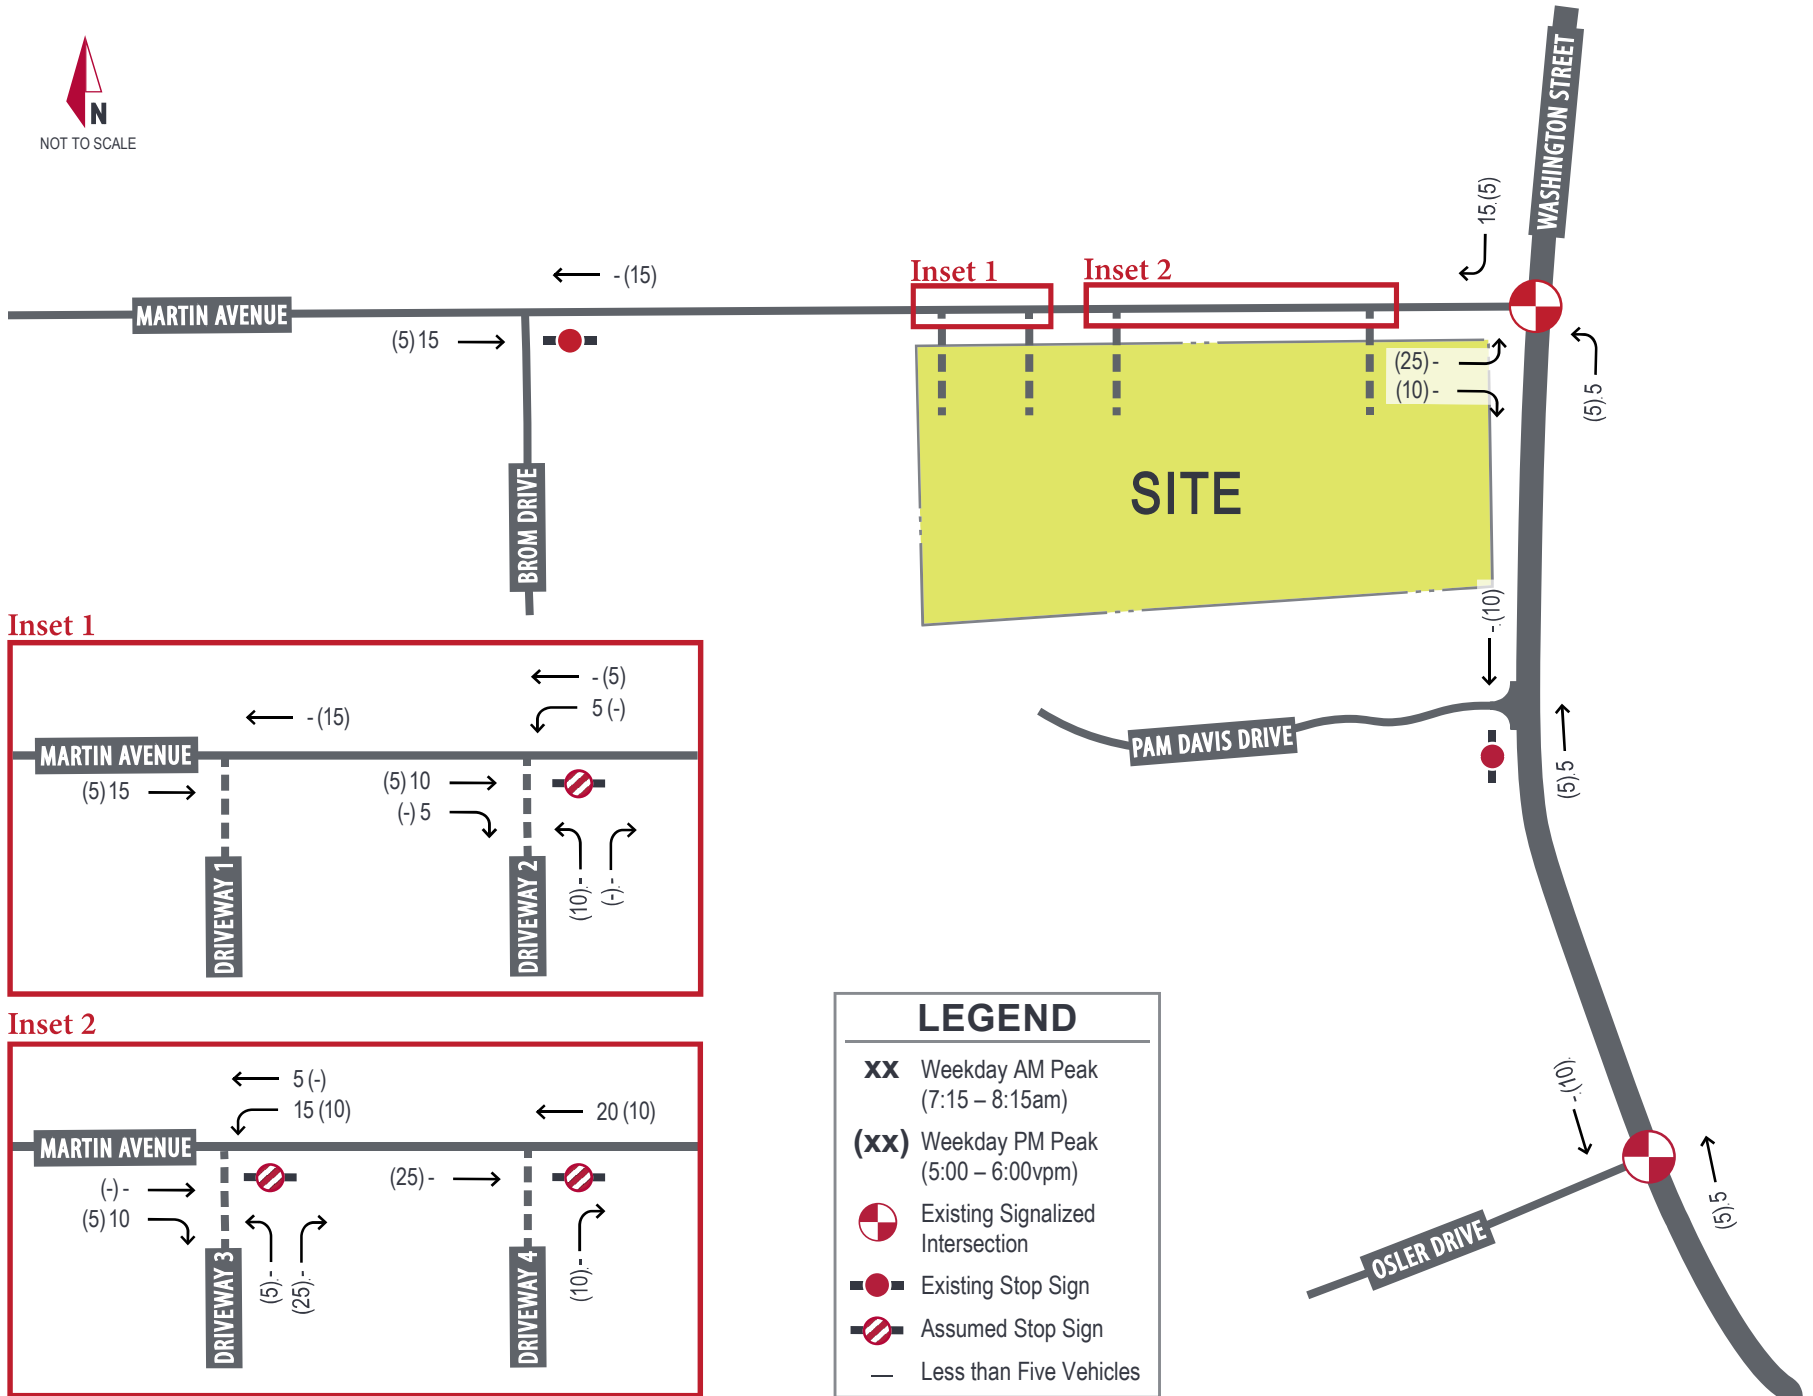 N
NOT TO SCALE
WASHINGTON STREET
15 (5)
Inset 1
Inset 2
- (15)
MARTIN AVENUE
(5) 15
(25) -
(10) -
(5) 5
SITE
BROM DRIVE
- (10)
PAM DAVIS DRIVE
(5) 5
- (10)
(5) 5
OSLER DRIVE
Inset 1
- (5)
5 (-)
- (15)
MARTIN AVENUE
(5) 15
(5) 10
(-) 5
(10) -
(-) -
DRIVEWAY 1
DRIVEWAY 2
Inset 2
5 (-)
15 (10)
20 (10)
MARTIN AVENUE
(-) -
(5) 10
(25) -
(5) -
(25) -
(10) -
DRIVEWAY 3
DRIVEWAY 4
LEGEND
XX Weekday AM Peak
(7:15 – 8:15am)
(XX) Weekday PM Peak
(5:00 – 6:00vpm)
Existing Signalized
Intersection
Existing Stop Sign
Assumed Stop Sign
— Less than Five Vehicles